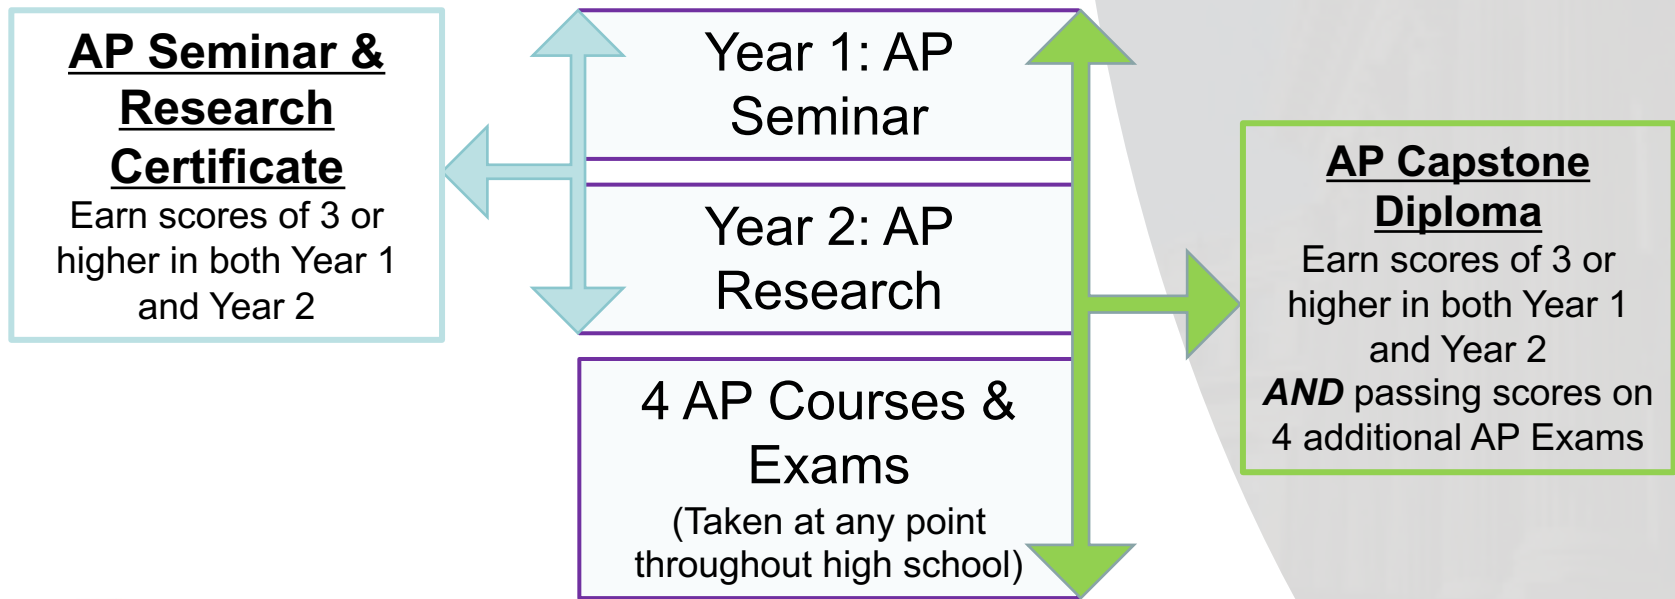 AP Seminar &
Research
Certificate
Earn scores of 3 or
higher in both Year 1
and Year 2
Year 1: AP
Seminar
Year 2: AP
Research
4 AP Courses &
Exams
(Taken at any point
throughout high school)
AP Capstone
Diploma
Earn scores of 3 or
higher in both Year 1
and Year 2
AND passing scores on
4 additional AP Exams